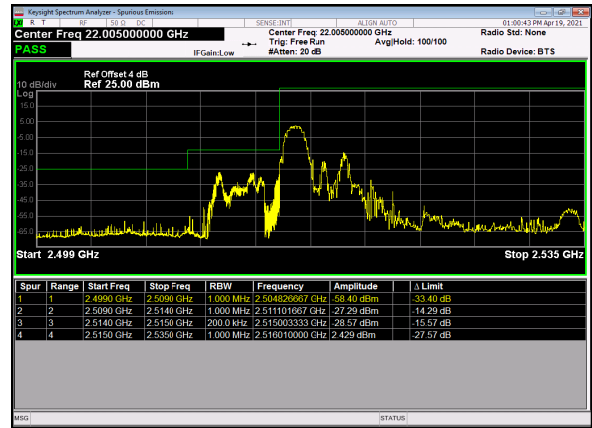 Keysight Spectrum Analyzer - Spurious Emissions
R T RF 50 Ω DC SENSE:INT ALIGN AUTO 01:00:43 PM Apr 19, 2021
Center Freq 22.005000000 GHz Center Freq: 22.005000000 GHz Radio Std: None
Trig: Free Run Avg|Hold: 100/100
PASS IFGain:Low #Atten: 20 dB Radio Device: BTS
Ref Offset 4 dB
10 dB/div Ref 25.00 dBm
Log
15.0
5.00
-5.00
-15.0
-25.0
-35.0
-45.0
-55.0
-65.0
Start 2.499 GHz Stop 2.535 GHz
Spur Range Start Freq Stop Freq RBW Frequency Amplitude Δ Limit
1 1 2.4990 GHz 2.5090 GHz 1.000 MHz 2.504826667 GHz -58.40 dBm -33.40 dB
2 2 2.5090 GHz 2.5140 GHz 1.000 MHz 2.511101667 GHz -27.29 dBm -14.29 dB
3 3 2.5140 GHz 2.5150 GHz 200.0 kHz 2.515003333 GHz -28.57 dBm -15.57 dB
4 4 2.5150 GHz 2.5350 GHz 1.000 MHz 2.516010000 GHz 2.429 dBm -27.57 dB
MSG STATUS